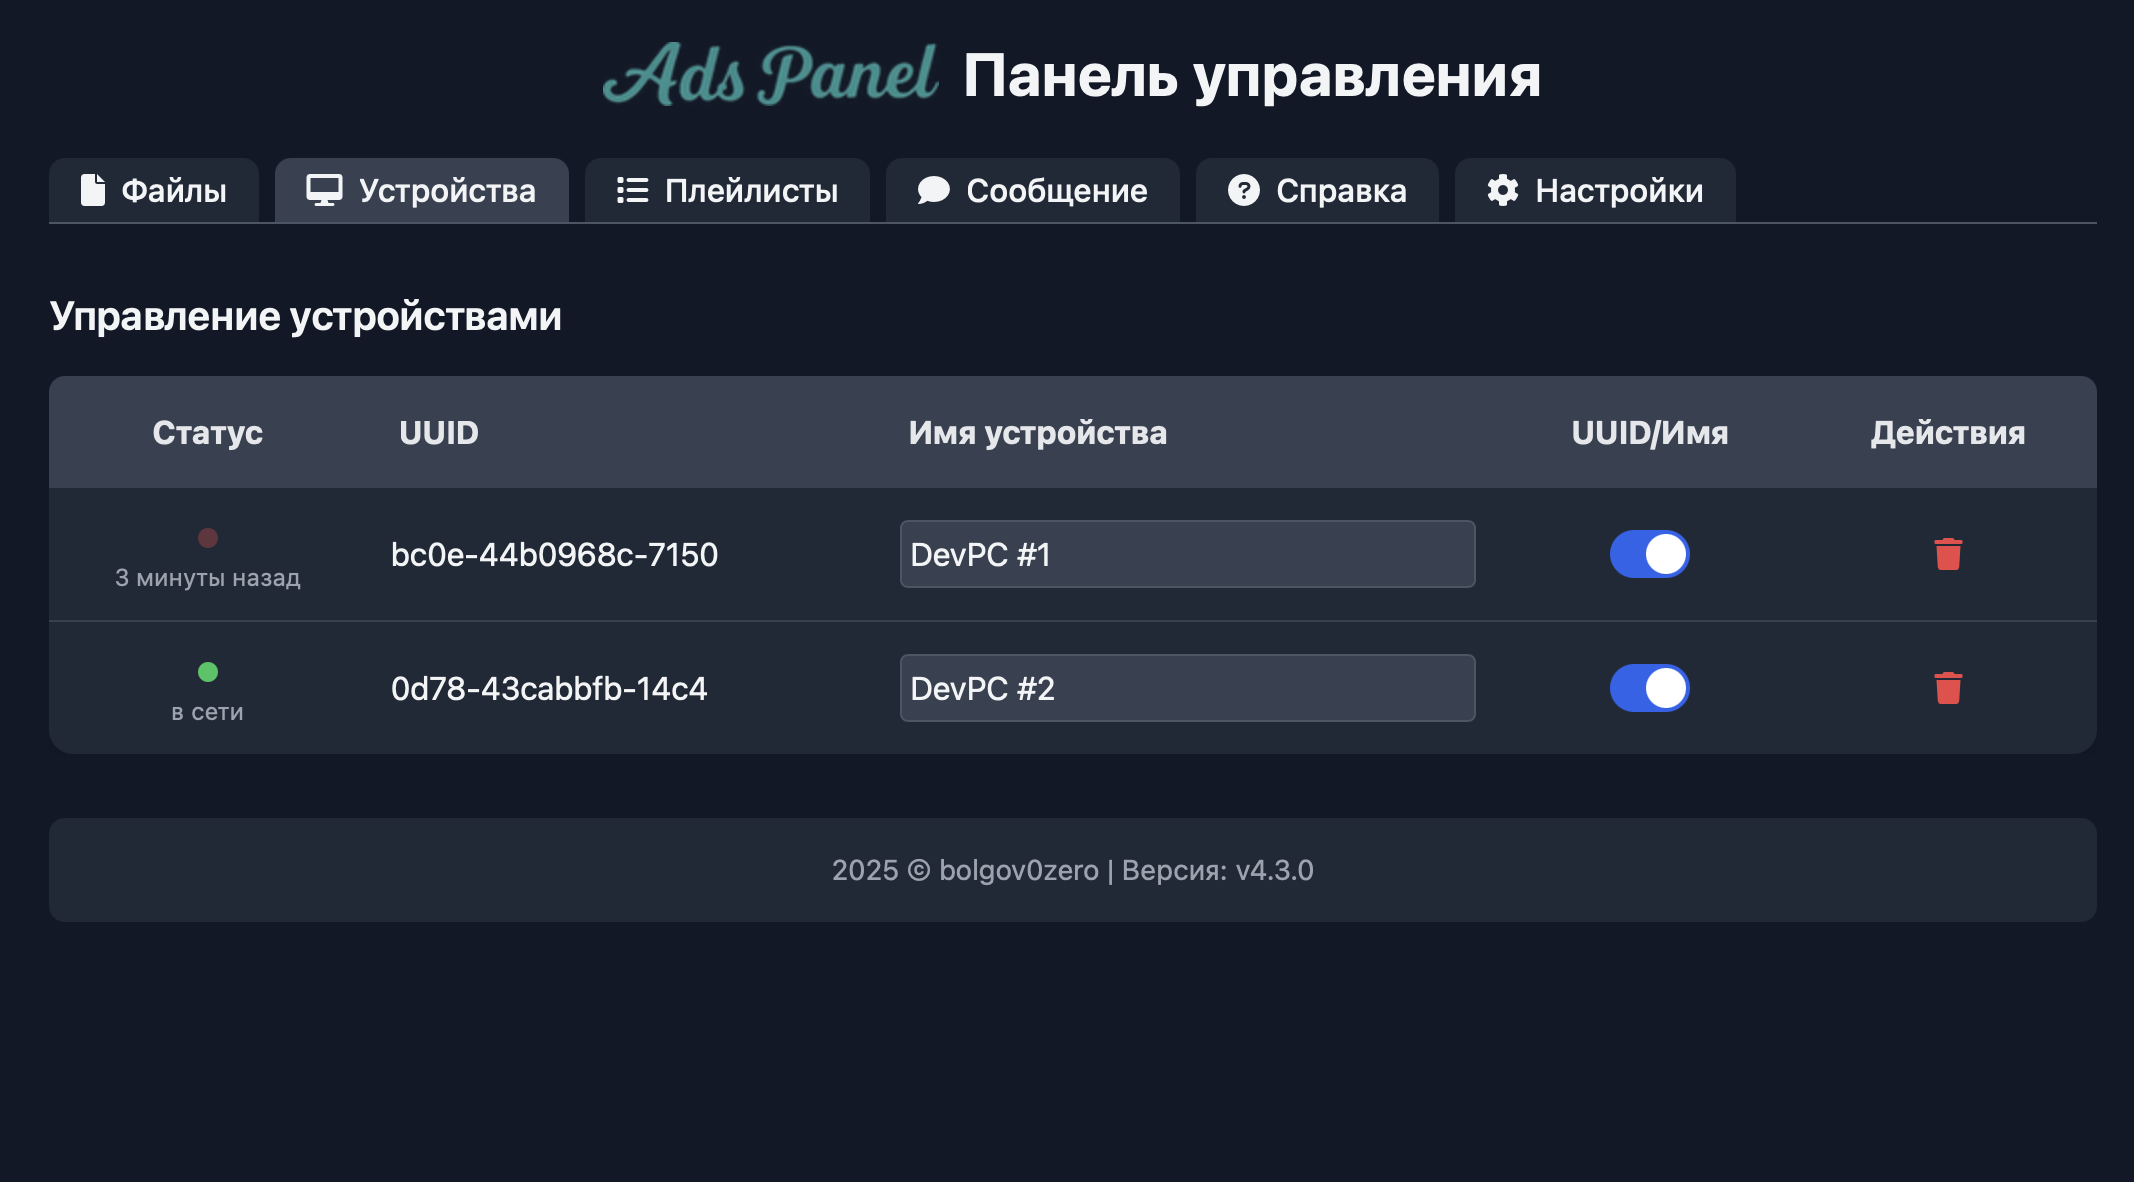 Ads Panel Панель управления
Файлы Устройства Плейлисты Сообщение Справка Настройки
Управление устройствами
Статус UUID Имя устройства UUID/Имя Действия
3 минуты назад bc0e-44b0968c-7150 DevPC #1
в сети 0d78-43cabbfb-14c4 DevPC #2
2025 © bolgov0zero | Версия: v4.3.0